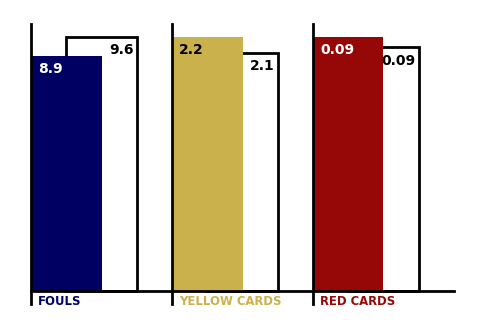 9.6
8.9
2.2
2.1
0.09
0.09
FOULS
YELLOW CARDS
RED CARDS